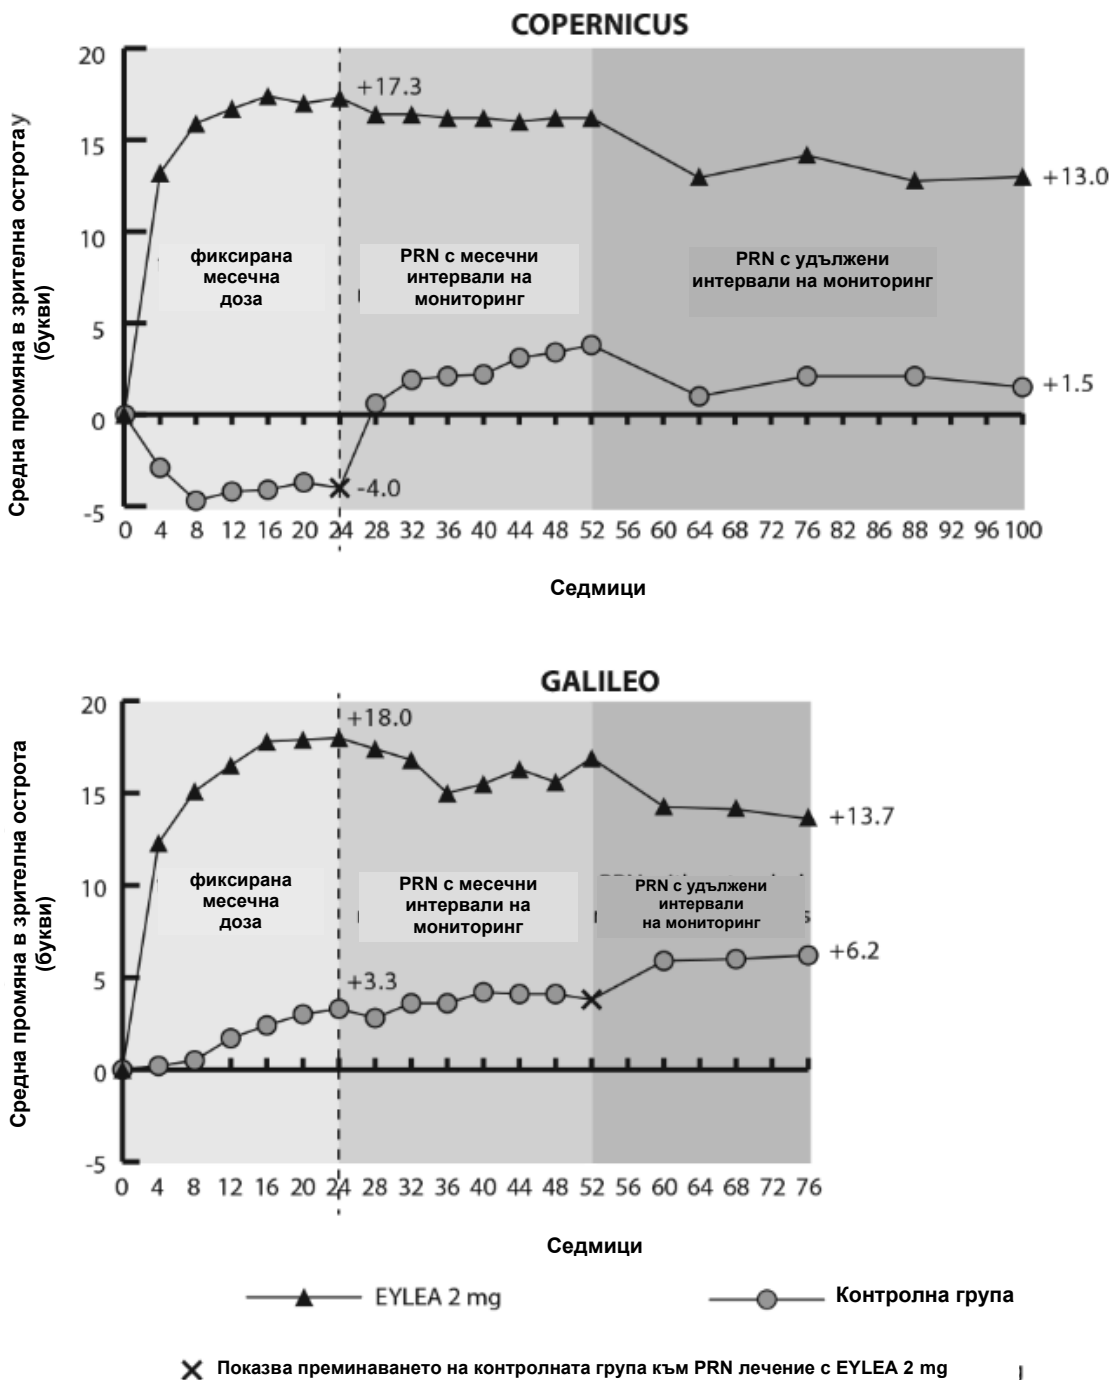 COPERNICUS
Средна промяна в зрителна острота у
(букви)
20
15
10
5
0
-5
+17.3
+13.0
фиксирана
месечна
доза
PRN с месечни
интервали на
мониторинг
PRN с удължени
интервали на мониторинг
+1.5
-4.0
0 4 8 12 16 20 24 28 32 36 40 44 48 52 56 60 64 68 72 76 82 86 88 92 96 100
Седмици
GALILEO
Средна промяна в зрителна острота
(букви)
20
15
10
5
0
-5
+18.0
+13.7
фиксирана
месечна
доза
PRN с месечни
интервали на
мониторинг
PRN с удължени
интервали
на мониторинг
s
+3.3
+6.2
0 4 8 12 16 20 24 28 32 36 40 44 48 52 56 60 64 68 72 76
Седмици
EYLEA 2 mg
Контролна група
Показва преминаването на контролната група към PRN лечение с EYLEA 2 mg